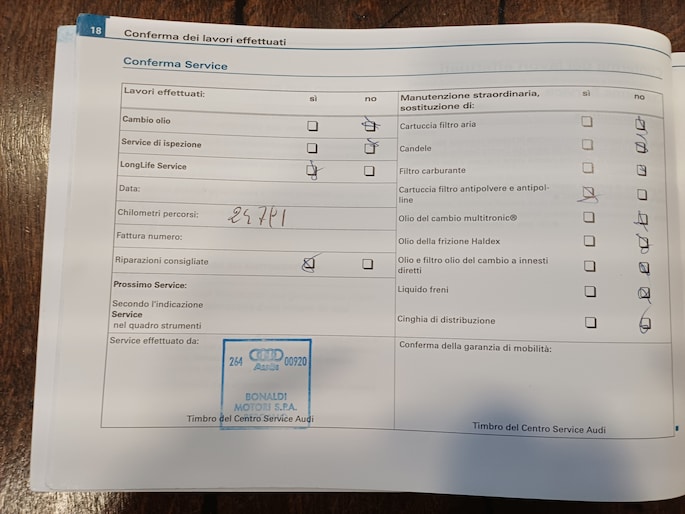 18 Conferma dei lavori effettuati
Conferma Service
Lavori effettuati: sì no
Cambio olio
Service di ispezione
LongLife Service
Data:
Chilometri percorsi:
Fattura numero:
Riparazioni consigliate
Prossimo Service:
Secondo l'indicazione
Service
nel quadro strumenti
Service effettuato da:
264 Audi 00920
BONALDI
MOTORI S.P.A.
Timbro del Centro Service Audi
Manutenzione straordinaria, sì no
sostituzione di:
Cartuccia filtro aria
Candele
Filtro carburante
Cartuccia filtro antipolvere e antipol-
line
Olio del cambio multitronic®
Olio della frizione Haldex
Olio e filtro olio del cambio a innesti
diretti
Liquido freni
Cinghia di distribuzione
Conferma della garanzia di mobilità:
Timbro del Centro Service Audi